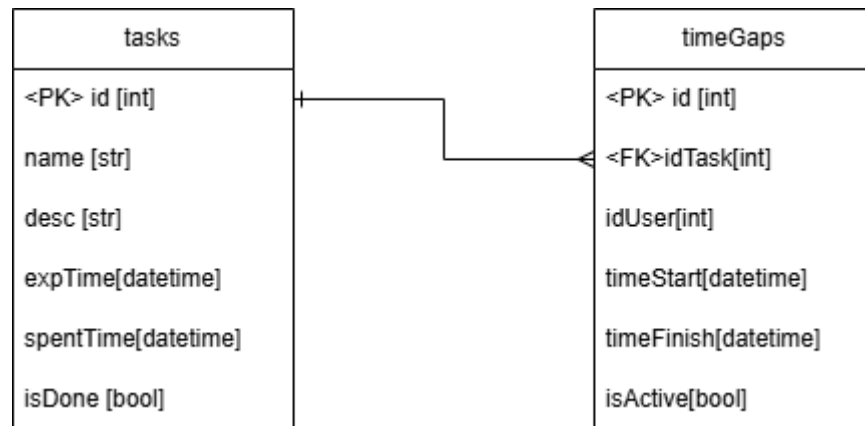 tasks
<PK> id [int]
name [str]
desc [str]
expTime[datetime]
spentTime[datetime]
isDone [bool]
timeGaps
<PK> id [int]
<FK>idTask[int]
idUser[int]
timeStart[datetime]
timeFinish[datetime]
isActive[bool]